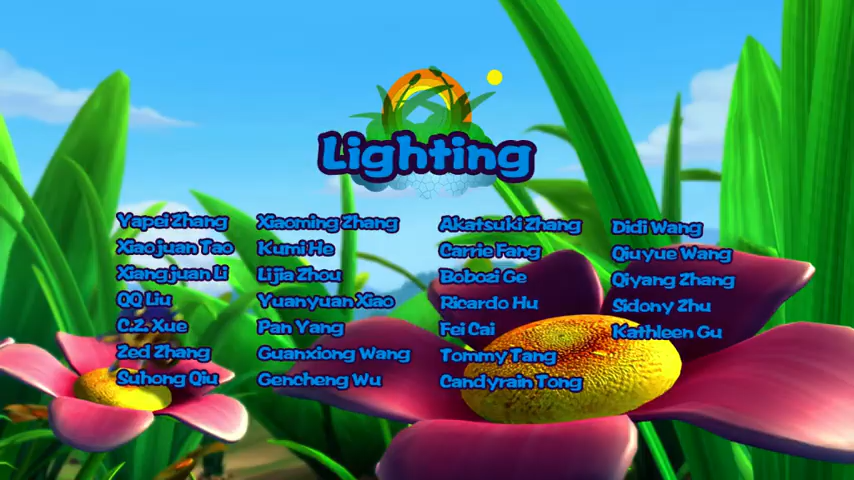 Lighting
Yapei Zhang
Xiaojuan Tao
Xiangjuan Li
QQ Liu
C.Z. Xue
Zed Zhang
Suhong Qiu
Xiaoming Zhang
Kumi He
Lijia Zhou
Yuanyuan Xiao
Pan Yang
Guanxiong Wang
Gencheng Wu
Akatsuki Zhang
Carrie Fang
Bobozi Ge
Ricardo Hu
Fei Cai
Tommy Tang
Candyrain Tong
Didi Wang
Qiuyue Wang
Qiyang Zhang
Sidony Zhu
Kathleen Gu